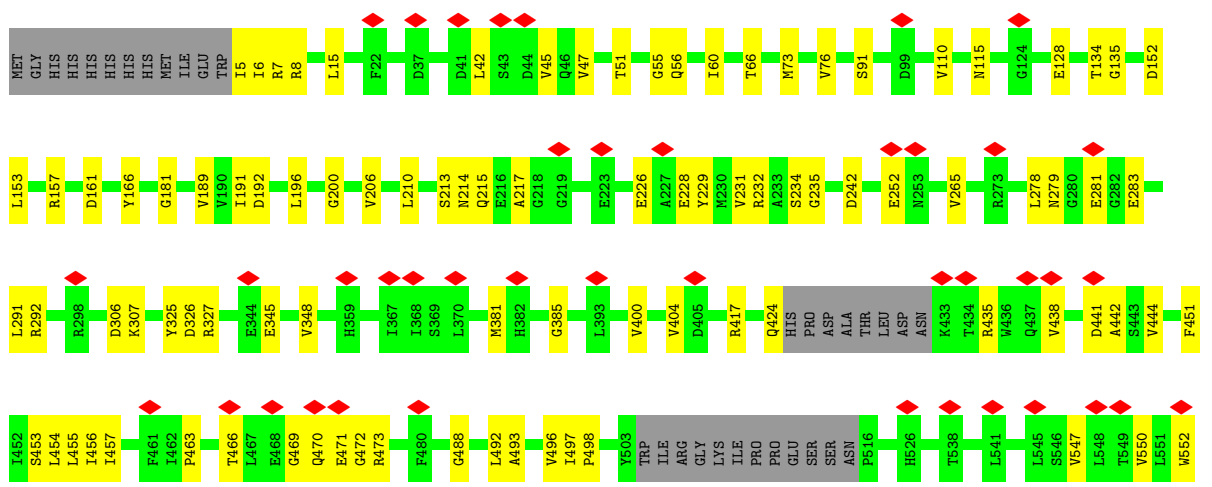 MET GLY HIS HIS HIS HIS HIS HIS MET ILE GLU TRP I5 I6 R7 R8 L15 F22 D37 D41 L42 S43 D44 V45 Q46 V47 T51 G55 Q56 I60 T66 M73 V76 S91 D99 V110 N115 G124 E128 T134 G135 D152
L153 R157 D161 Y166 G181 V189 V190 I191 D192 L196 G200 V206 L210 S213 N214 Q215 E216 A217 G218 G219 E223 E226 A227 E228 Y229 M230 V231 R232 A233 S234 G235 D242 E252 N253 V265 R273 L278 N279 G280 E281 G282 E283
L291 R292 R298 D306 K307 Y325 D326 R327 E344 E345 V348 H359 I367 I368 S369 L370 M381 H382 G385 L393 V400 V404 D405 R417 Q424 HIS PRO ASP ALA THR LEU ASP ASN K433 T434 R435 W436 Q437 V438 D441 A442 S443 V444 F451
I452 S453 L454 L455 I456 I457 F461 I462 P463 T466 L467 E468 G469 Q470 E471 G472 R473 F480 G488 L492 A493 V496 I497 P498 Y503 TRP ILE ARG GLY LYS ILE PRO PRO GLU SER SER ASN P516 H526 T538 L541 L545 S546 V547 L548 T549 V550 L551 W552